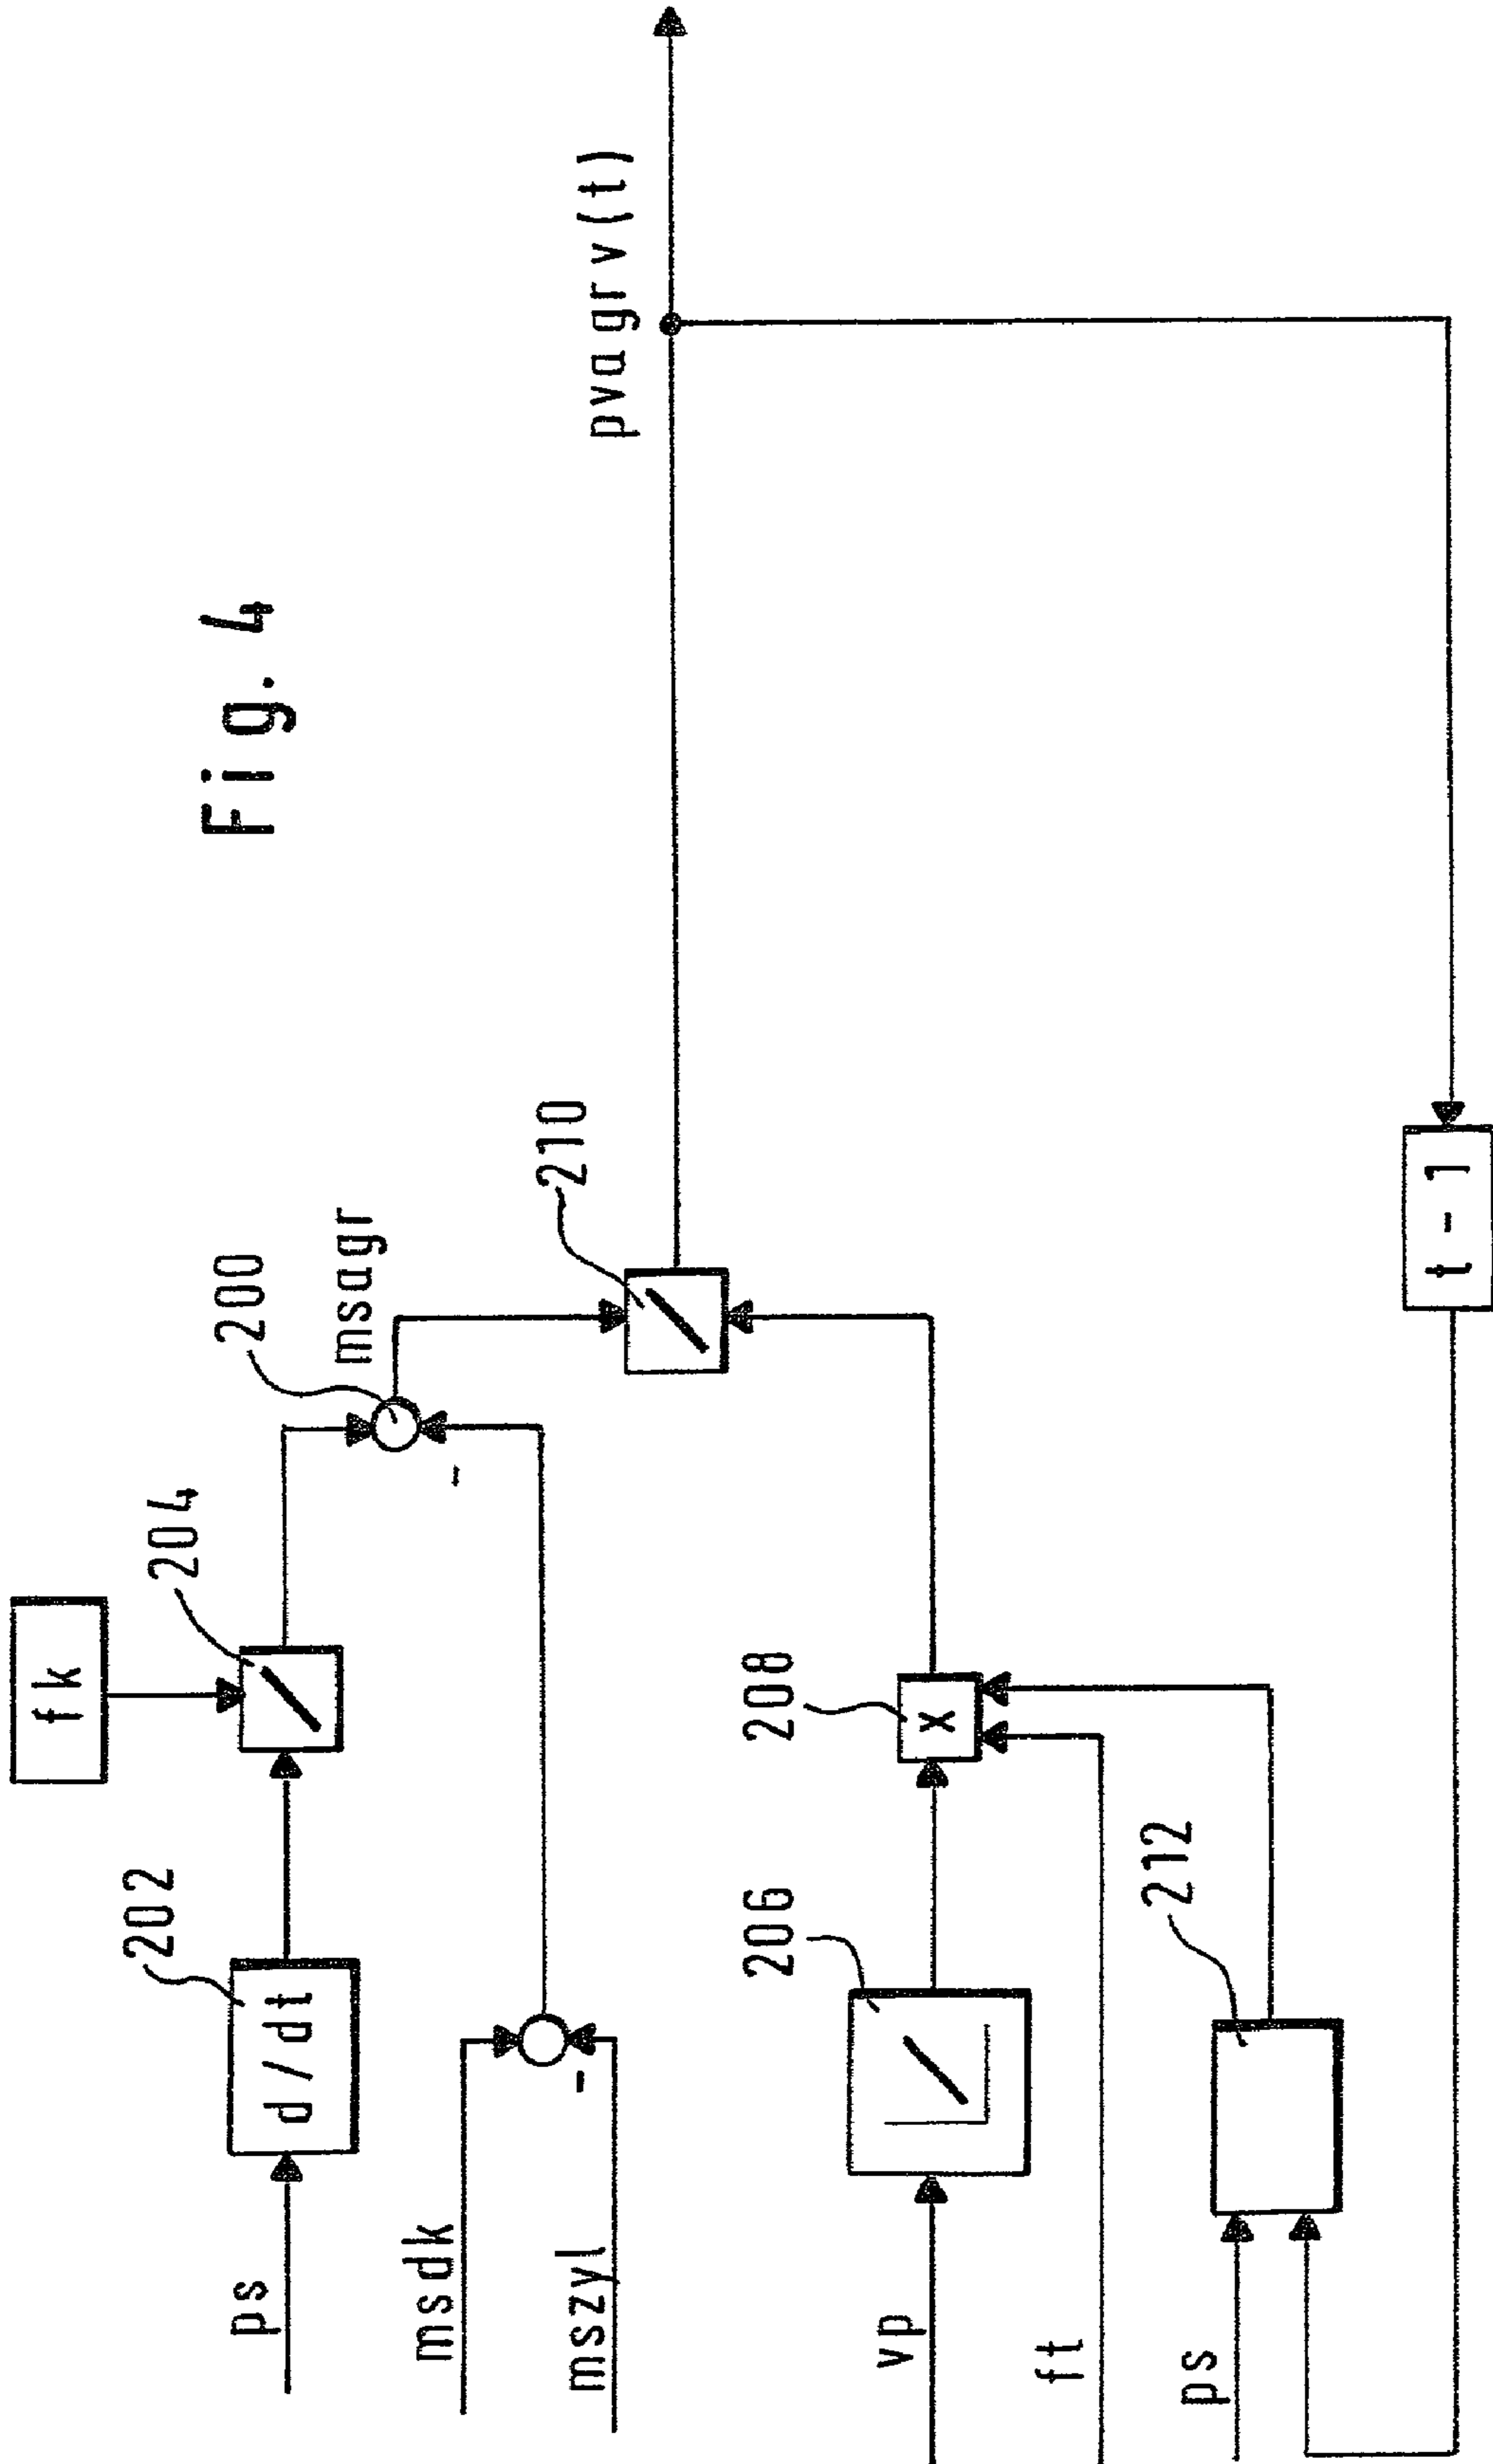 Fig. 4
fk
204
200
msagr
202
d/dt
ps
msdk
mszyl
210
pvagrv(t)
206
208
X
vp
ft
212
ps
t-1